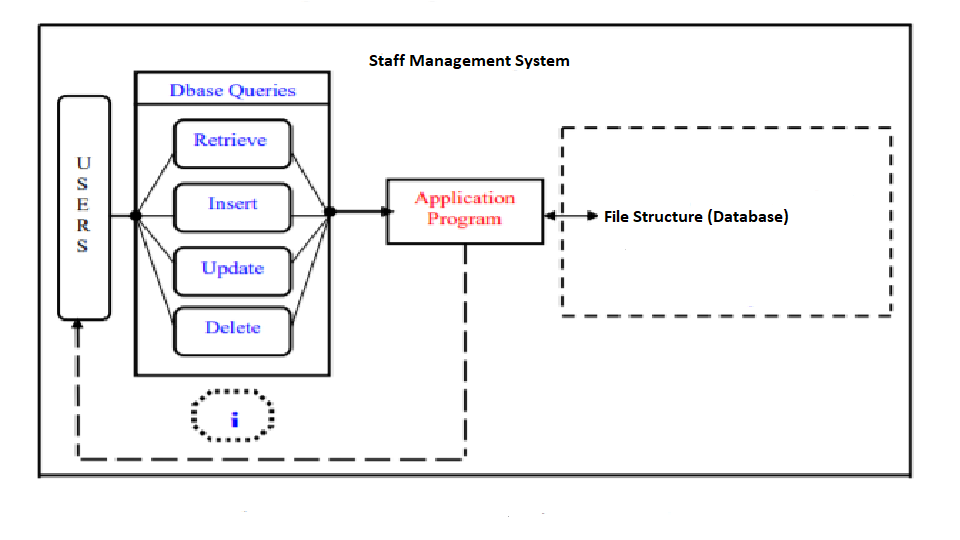 Staff Management System
Dbase Queries
USERS
Retrieve
Insert
Update
Delete
Application
Program
File Structure (Database)
i